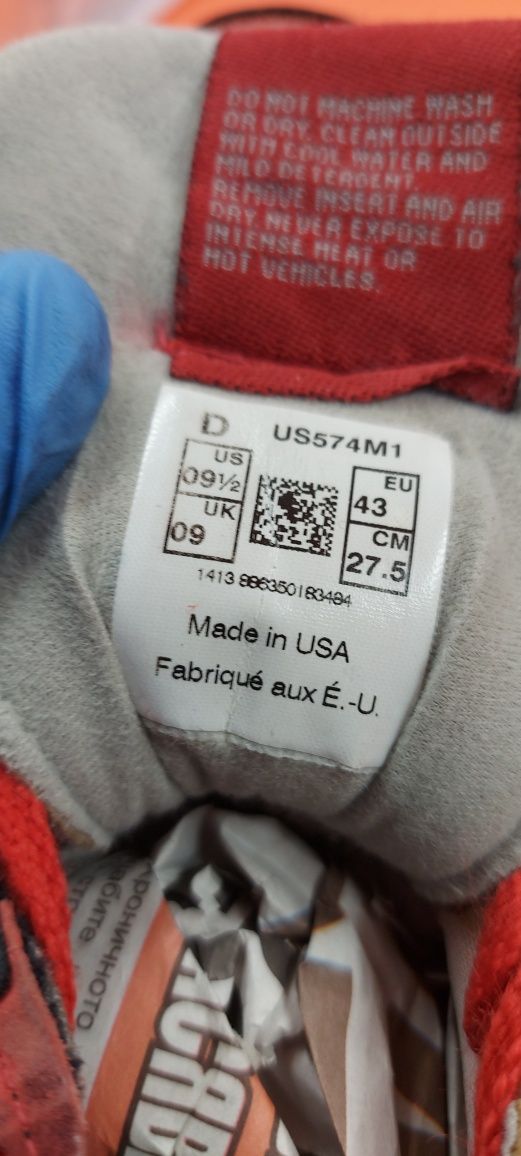 DO NOT MACHINE WASH
OR DRY. CLEAN OUTSIDE
WITH COOL WATER AND
MILD DETERGENT.
REMOVE INSERT AND AIR
DRY. NEVER EXPOSE TO
INTENSE HEAT OR
HOT VEHICLES.
D US574M1
US
09½
UK
09
EU
43
CM
27.5
1413
Made in USA
Fabriqué aux É.-U.